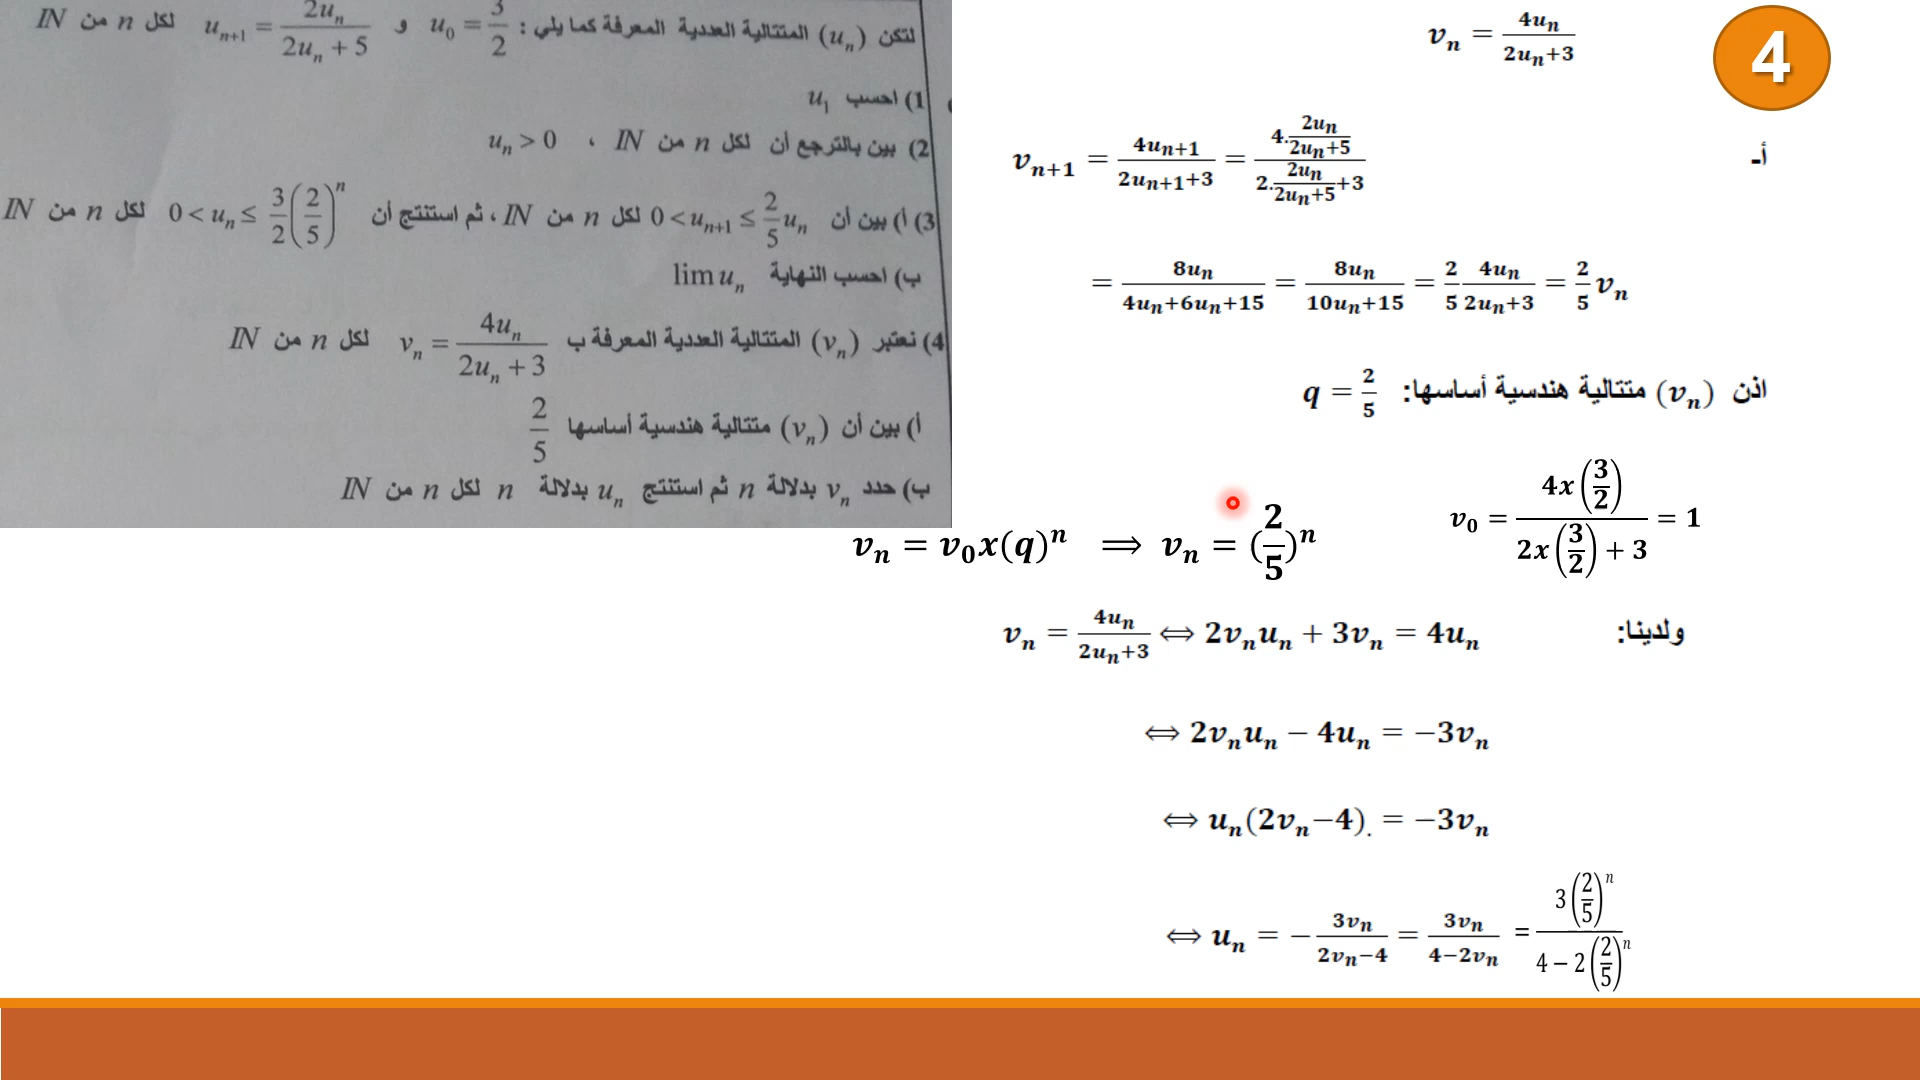 لتكن (uₙ) المتتالية العددية المعرفة كما يلي : u₀ = 3/2 و uₙ₊₁ = 2uₙ / (2uₙ + 5) لكل n من IN
1) احسب u₁
2) بين بالترجع أن لكل n من IN ، uₙ > 0
3) أ) بين أن 0 < uₙ₊₁ ≤ (2/5)uₙ لكل n من IN ، ثم استنتج أن 0 < uₙ ≤ (3/2)(2/5)ⁿ لكل n من IN
ب) احسب النهاية lim uₙ
4) نعتبر (vₙ) المتتالية العددية المعرفة ب vₙ = 4uₙ / (2uₙ + 3) لكل n من IN
أ) بين أن (vₙ) متتالية هندسية أساسها 2/5
ب) حدد vₙ بدلالة n ثم استنتج uₙ بدلالة n لكل n من IN
4
vₙ = 4uₙ / (2uₙ+3)
أ- vₙ₊₁ = 4uₙ₊₁ / (2uₙ₊₁+3) = (4.2uₙ/(2uₙ+5)) / (2.2uₙ/(2uₙ+5)+3)
= 8uₙ / (4uₙ+6uₙ+15) = 8uₙ / (10uₙ+15) = 2/5 4uₙ/(2uₙ+3) = 2/5 vₙ
اذن (vₙ) متتالية هندسية أساسها: q = 2/5
v₀ = 4x(3/2) / (2x(3/2) + 3) = 1
vₙ = v₀x(q)ⁿ ⟹ vₙ = (2/5)ⁿ
ولدينا: vₙ = 4uₙ / (2uₙ+3) ⟺ 2vₙuₙ + 3vₙ = 4uₙ
⟺ 2vₙuₙ − 4uₙ = −3vₙ
⟺ uₙ(2vₙ−4). = −3vₙ
⟺ uₙ = − 3vₙ/(2vₙ−4) = 3vₙ/(4−2vₙ) = 3(2/5)ⁿ / (4 − 2(2/5)ⁿ)